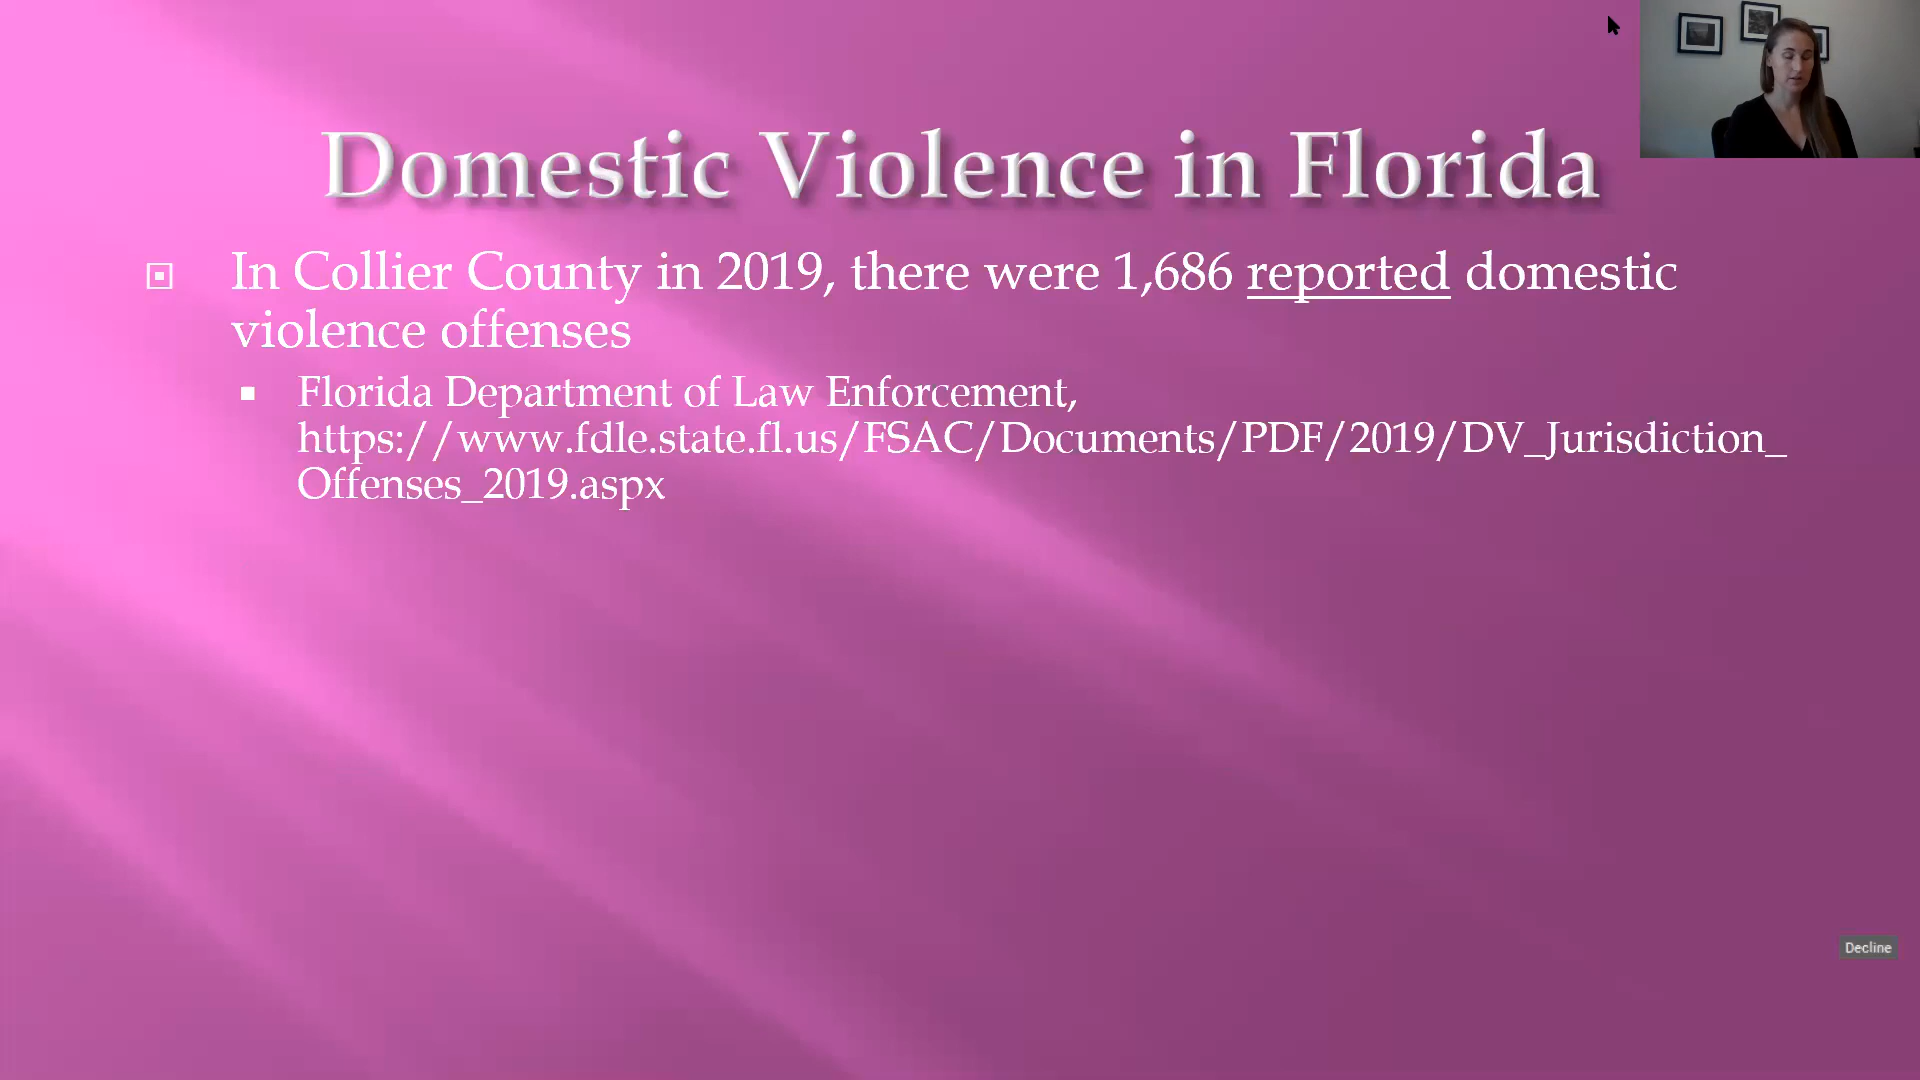 Domestic Violence in Florida
In Collier County in 2019, there were 1,686 reported domestic
violence offenses
Florida Department of Law Enforcement,
https://www.fdle.state.fl.us/FSAC/Documents/PDF/2019/DV_Jurisdiction_
Offenses_2019.aspx
Decline